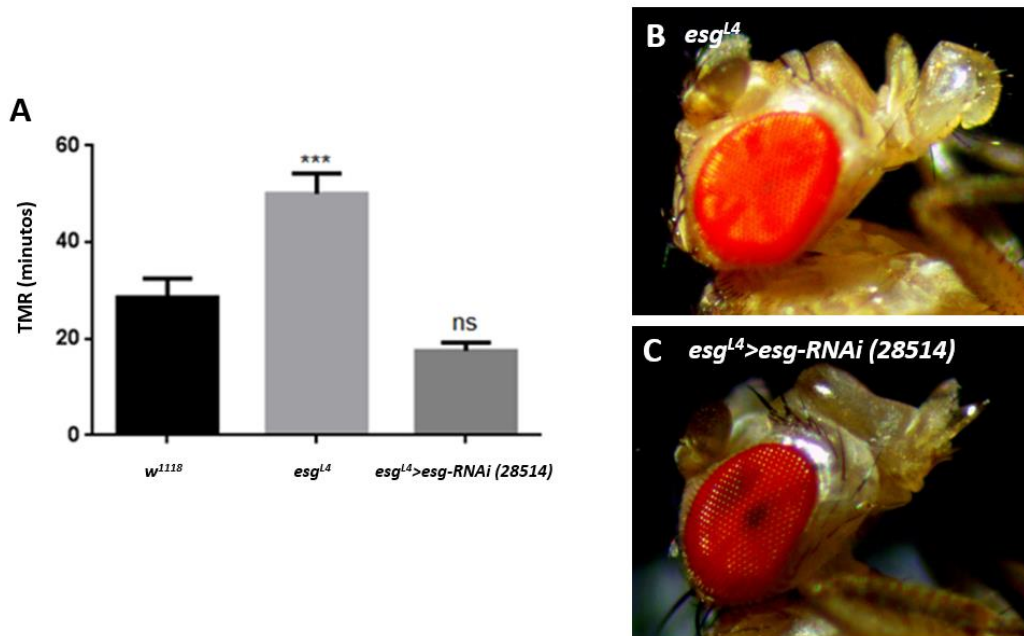 A
TMR (minutos)
60
40
20
0
***
ns
w1118
esgL4
esgL4>esg-RNAi (28514)
B esgL4
C esgL4>esg-RNAi (28514)